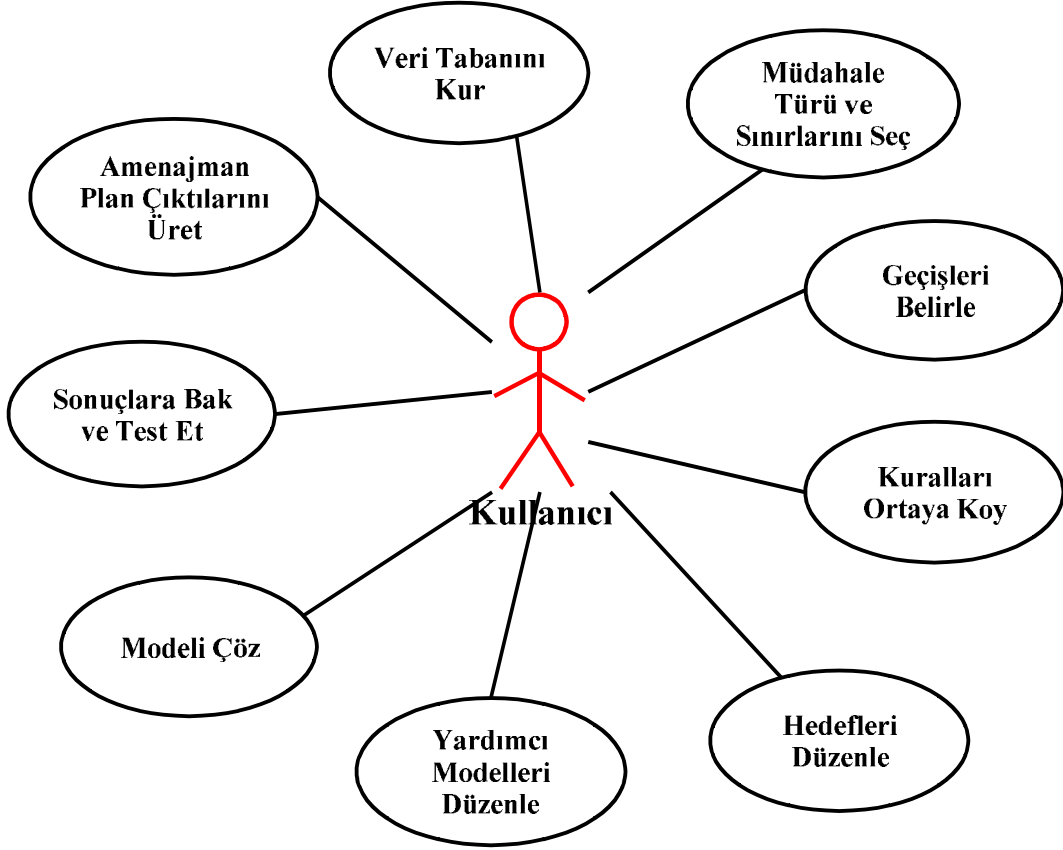 Veri Tabanını
Kur
Müdahale
Türü ve
Sınırlarını Seç
Amenajman
Plan Çıktılarını
Üret
Geçişleri
Belirle
Sonuçlara Bak
ve Test Et
Kuralları
Ortaya Koy
Kullanıcı
Modeli Çöz
Yardımcı
Modelleri
Düzenle
Hedefleri
Düzenle